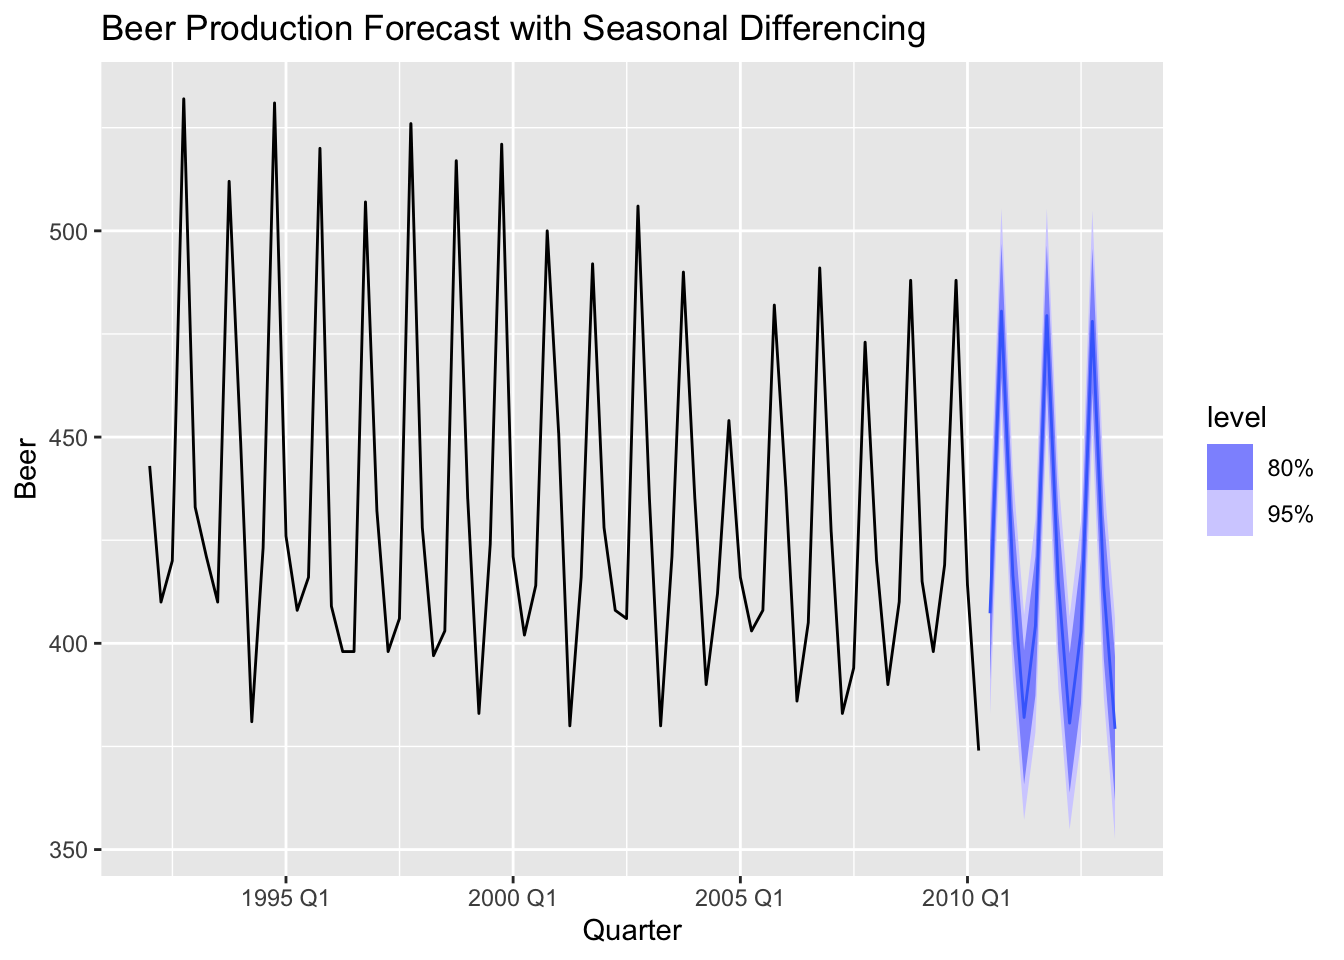 Beer Production Forecast with Seasonal Differencing
500
450
400
350
Beer
1995 Q1
2000 Q1
2005 Q1
2010 Q1
Quarter
level
80%
95%